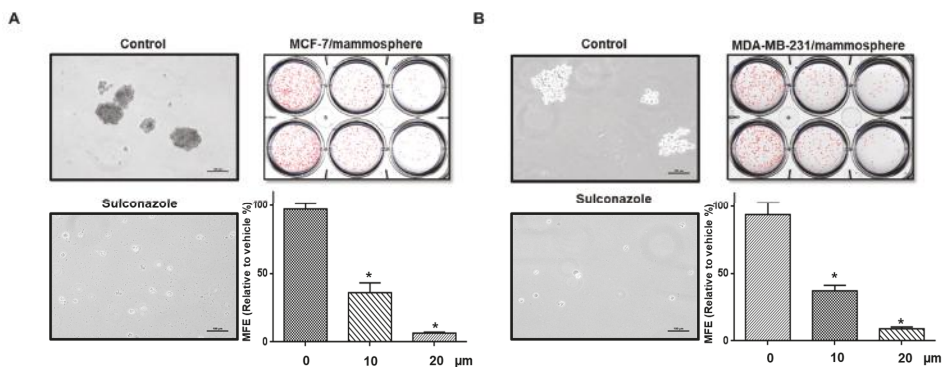 A
Control
MCF-7/mammosphere
Sulconazole
MFE (Relative to vehicle %)
100
50
0
*
*
0 10 20 μm
B
Control
MDA-MB-231/mammosphere
Sulconazole
MFE (Relative to vehicle %)
100
50
0
*
*
0 10 20 μm